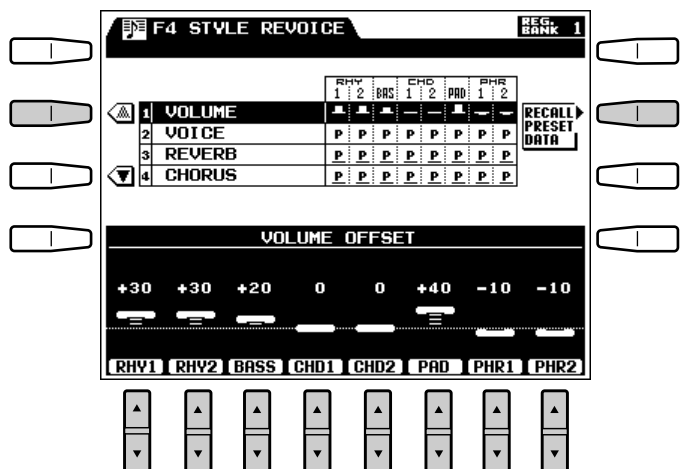 F4 STYLE REVOICE
REG. BANK 1
RHY CHD PHR
1 2 BAS 1 2 PAD 1 2
1 VOLUME
2 VOICE P P P P P P P P
3 REVERB P P P P P P P P
4 CHORUS P P P P P P P P
RECALL
PRESET
DATA
VOLUME OFFSET
+30 +30 +20 0 0 +40 -10 -10
RHY1 RHY2 BASS CHD1 CHD2 PAD PHR1 PHR2